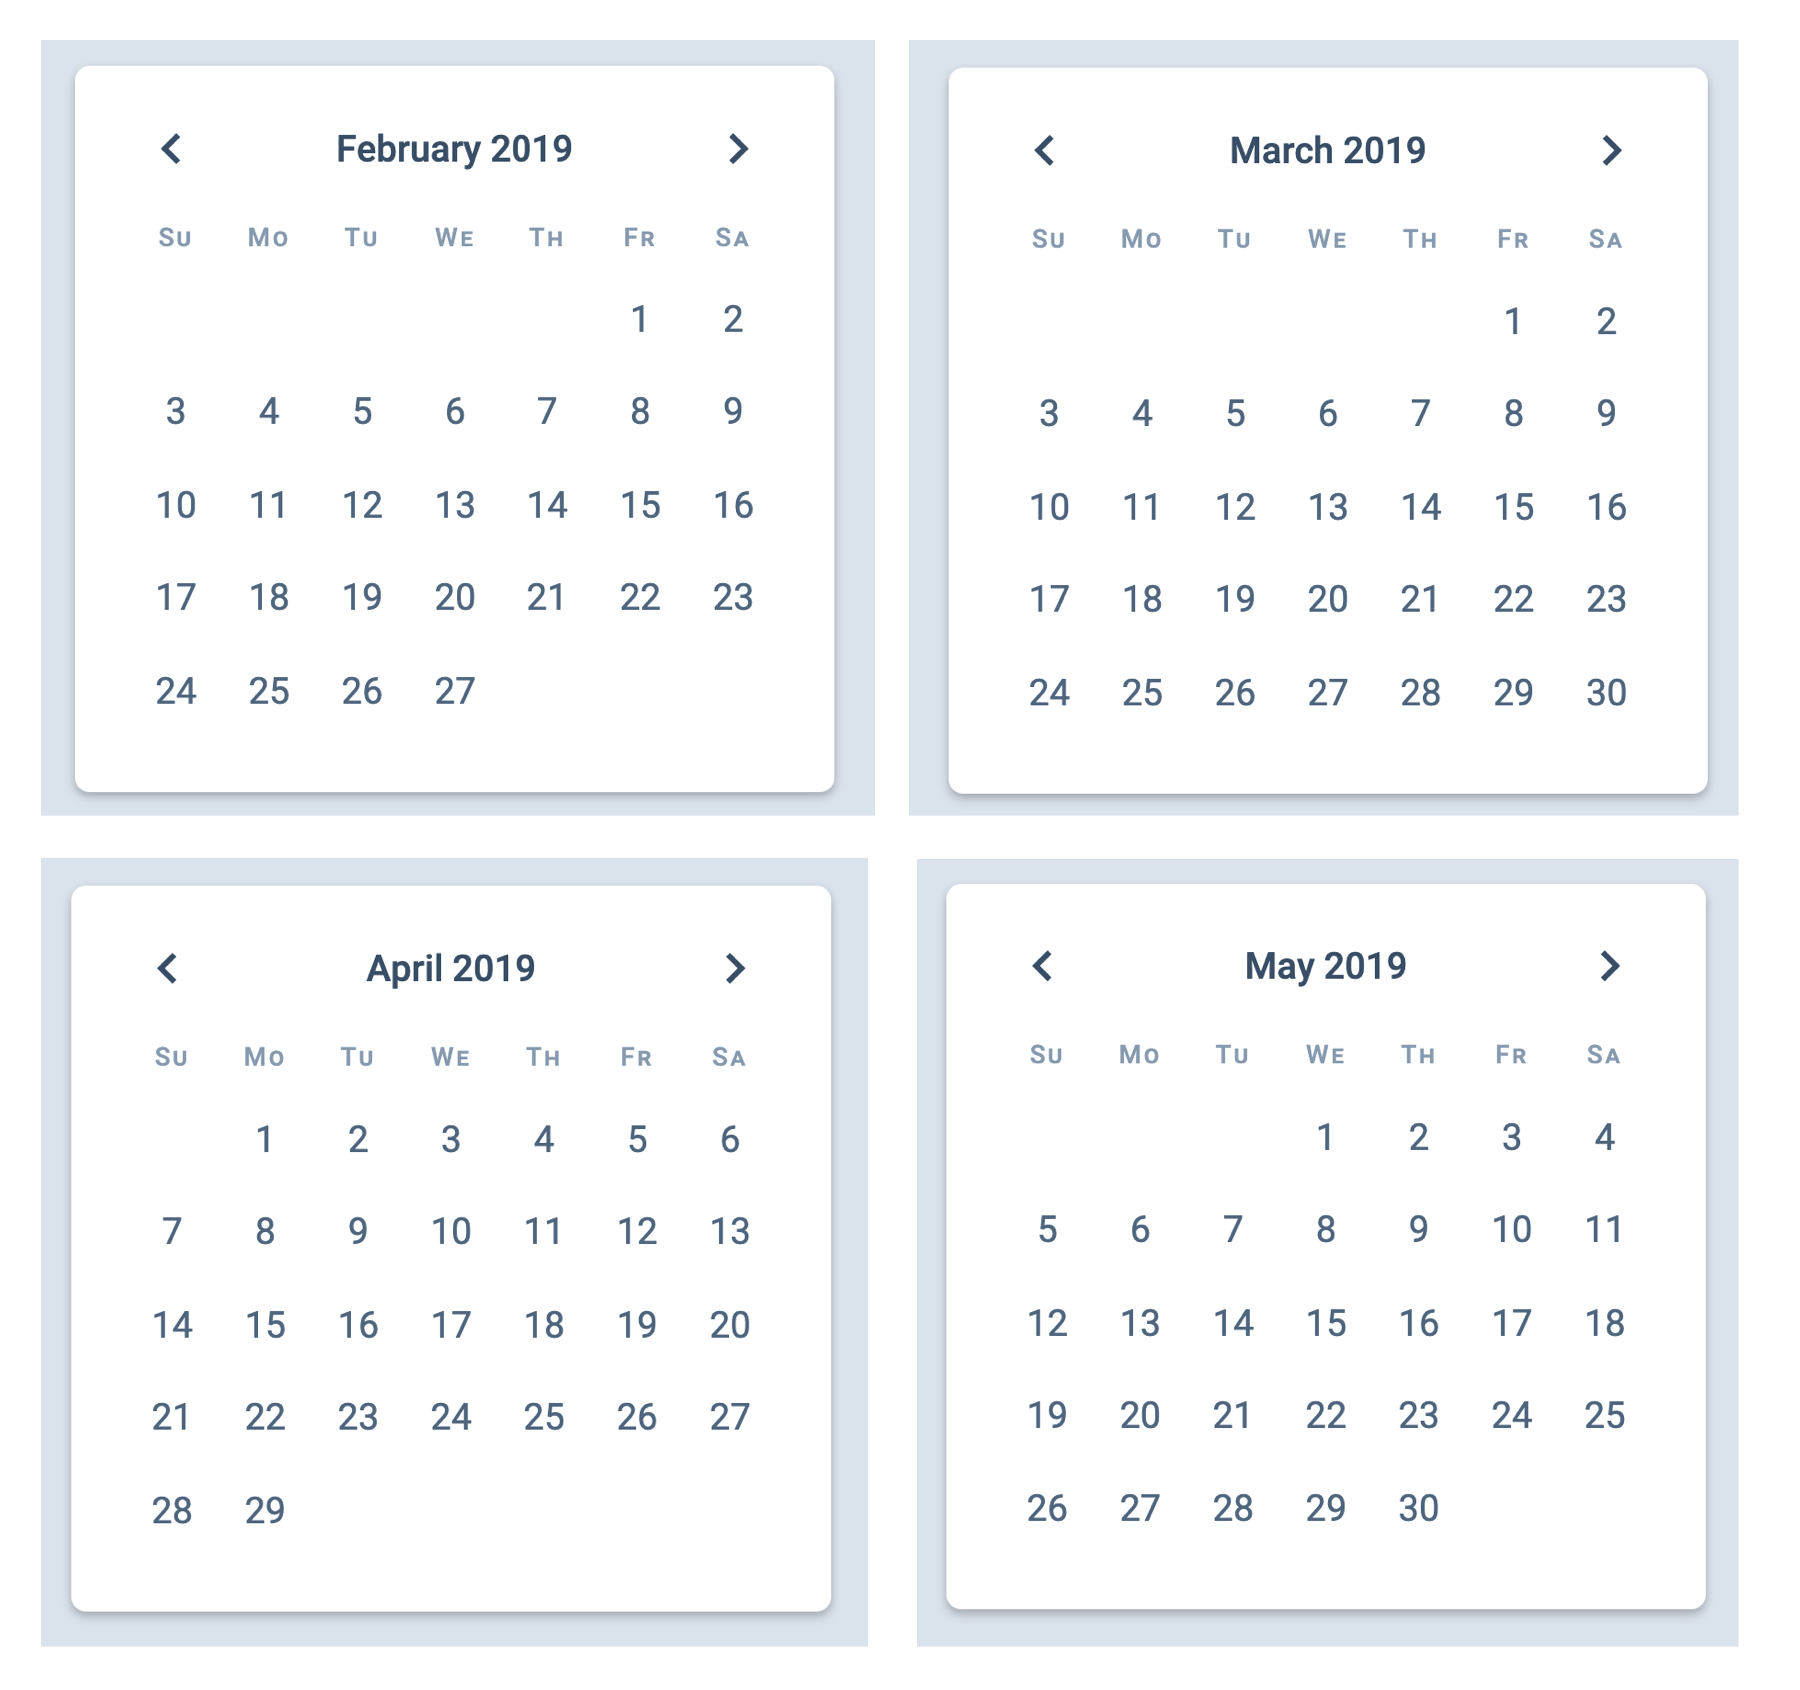 February 2019
Su Mo Tu We Th Fr Sa
1 2
3 4 5 6 7 8 9
10 11 12 13 14 15 16
17 18 19 20 21 22 23
24 25 26 27
March 2019
Su Mo Tu We Th Fr Sa
1 2
3 4 5 6 7 8 9
10 11 12 13 14 15 16
17 18 19 20 21 22 23
24 25 26 27 28 29 30
April 2019
Su Mo Tu We Th Fr Sa
1 2 3 4 5 6
7 8 9 10 11 12 13
14 15 16 17 18 19 20
21 22 23 24 25 26 27
28 29
May 2019
Su Mo Tu We Th Fr Sa
1 2 3 4
5 6 7 8 9 10 11
12 13 14 15 16 17 18
19 20 21 22 23 24 25
26 27 28 29 30